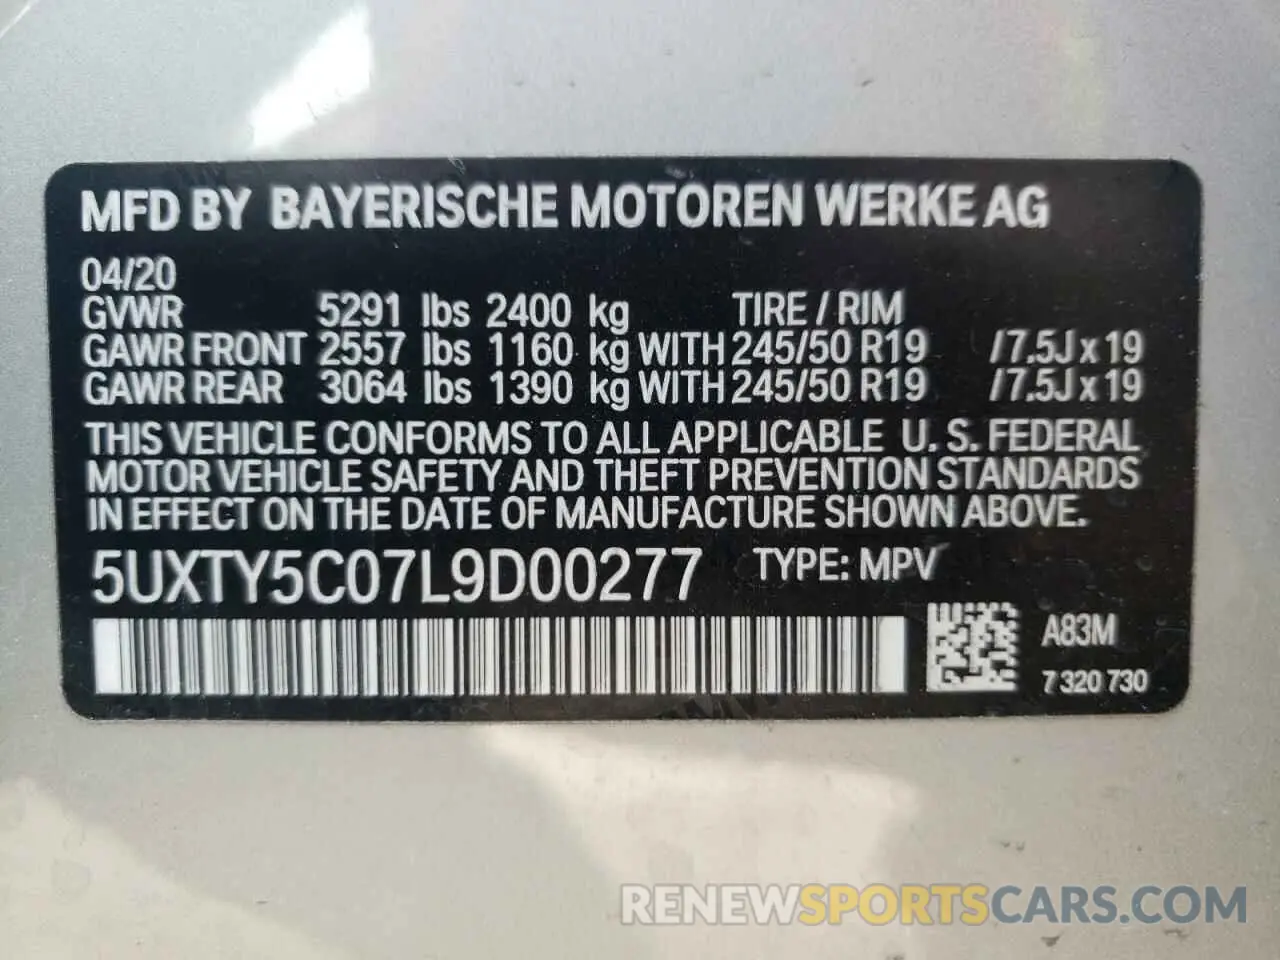 MFD BY BAYERISCHE MOTOREN WERKE AG
04/20
GVWR 5291 lbs 2400 kg TIRE / RIM
GAWR FRONT 2557 lbs 1160 kg WITH 245/50 R19 / 7.5J x 19
GAWR REAR 3064 lbs 1390 kg WITH 245/50 R19 / 7.5J x 19
THIS VEHICLE CONFORMS TO ALL APPLICABLE U. S. FEDERAL
MOTOR VEHICLE SAFETY AND THEFT PREVENTION STANDARDS
IN EFFECT ON THE DATE OF MANUFACTURE SHOWN ABOVE.
5UXTY5C07L9D00277 TYPE: MPV
A83M
7 320 730
RENEWSPORTSCARS.COM